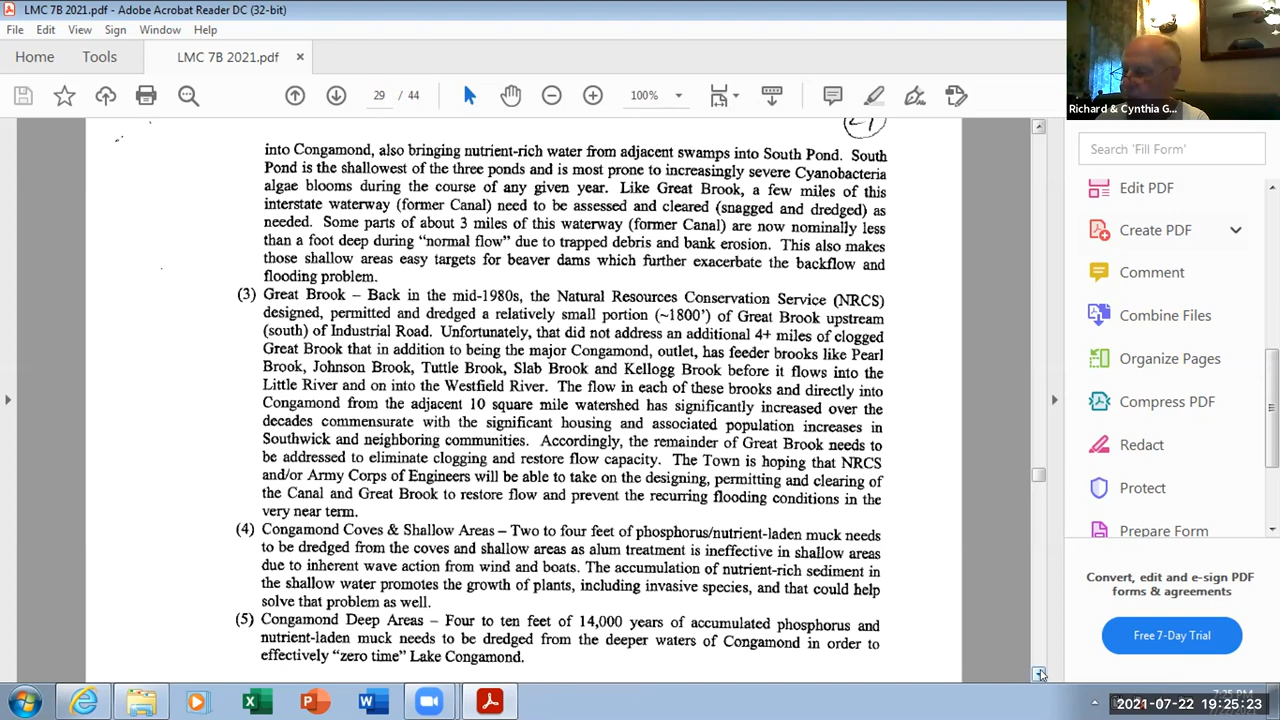 LMC 7B 2021.pdf - Adobe Acrobat Reader DC (32-bit)
File Edit View Sign Window Help
Home Tools LMC 7B 2021.pdf ×
29 / 44 100%
into Congamond, also bringing nutrient-rich water from adjacent swamps into South Pond. South
Pond is the shallowest of the three ponds and is most prone to increasingly severe Cyanobacteria
algae blooms during the course of any given year. Like Great Brook, a few miles of this
interstate waterway (former Canal) need to be assessed and cleared (snagged and dredged) as
needed. Some parts of about 3 miles of this waterway (former Canal) are now nominally less
than a foot deep during “normal flow” due to trapped debris and bank erosion. This also makes
those shallow areas easy targets for beaver dams which further exacerbate the backflow and
flooding problem.
(3) Great Brook – Back in the mid-1980s, the Natural Resources Conservation Service (NRCS)
designed, permitted and dredged a relatively small portion (~1800’) of Great Brook upstream
(south) of Industrial Road. Unfortunately, that did not address an additional 4+ miles of clogged
Great Brook that in addition to being the major Congamond, outlet, has feeder brooks like Pearl
Brook, Johnson Brook, Tuttle Brook, Slab Brook and Kellogg Brook before it flows into the
Little River and on into the Westfield River. The flow in each of these brooks and directly into
Congamond from the adjacent 10 square mile watershed has significantly increased over the
decades commensurate with the significant housing and associated population increases in
Southwick and neighboring communities. Accordingly, the remainder of Great Brook needs to
be addressed to eliminate clogging and restore flow capacity. The Town is hoping that NRCS
and/or Army Corps of Engineers will be able to take on the designing, permitting and clearing of
the Canal and Great Brook to restore flow and prevent the recurring flooding conditions in the
very near term.
(4) Congamond Coves & Shallow Areas – Two to four feet of phosphorus/nutrient-laden muck needs
to be dredged from the coves and shallow areas as alum treatment is ineffective in shallow areas
due to inherent wave action from wind and boats. The accumulation of nutrient-rich sediment in
the shallow water promotes the growth of plants, including invasive species, and that could help
solve that problem as well.
(5) Congamond Deep Areas – Four to ten feet of 14,000 years of accumulated phosphorus and
nutrient-laden muck needs to be dredged from the deeper waters of Congamond in order to
effectively “zero time” Lake Congamond.
Richard & Cynthia G...
Search 'Fill Form'
Edit PDF
Create PDF
Comment
Combine Files
Organize Pages
Compress PDF
Redact
Protect
Prepare Form
Convert, edit and e-sign PDF
forms & agreements
Free 7-Day Trial
2021-07-22 19:25:23